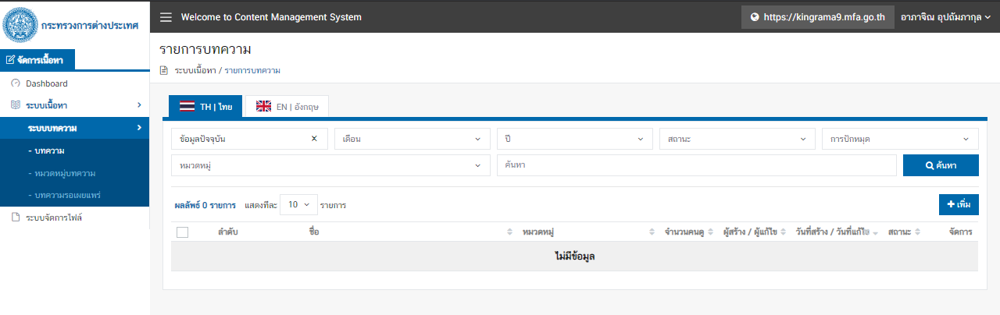 กระทรวงการต่างประเทศ
Welcome to Content Management System
https://kingrama9.mfa.go.th
อาภาจิณ อุปถัมภากุล
จัดการเนื้อหา
Dashboard
ระบบเนื้อหา
ระบบบทความ
- บทความ
- หมวดหมู่บทความ
- บทความรอเผยแพร่
ระบบจัดการไฟล์
รายการบทความ
ระบบเนื้อหา / รายการบทความ
TH | ไทย
EN | อังกฤษ
ข้อมูลปัจจุบัน
เดือน
ปี
สถานะ
การปักหมุด
หมวดหมู่
ค้นหา
ค้นหา
ผลลัพธ์ 0 รายการ แสดงทีละ 10 รายการ
เพิ่ม
ลำดับ ชื่อ หมวดหมู่ จำนวนคนดู ผู้สร้าง / ผู้แก้ไข วันที่สร้าง / วันที่แก้ไข สถานะ จัดการ
ไม่มีข้อมูล